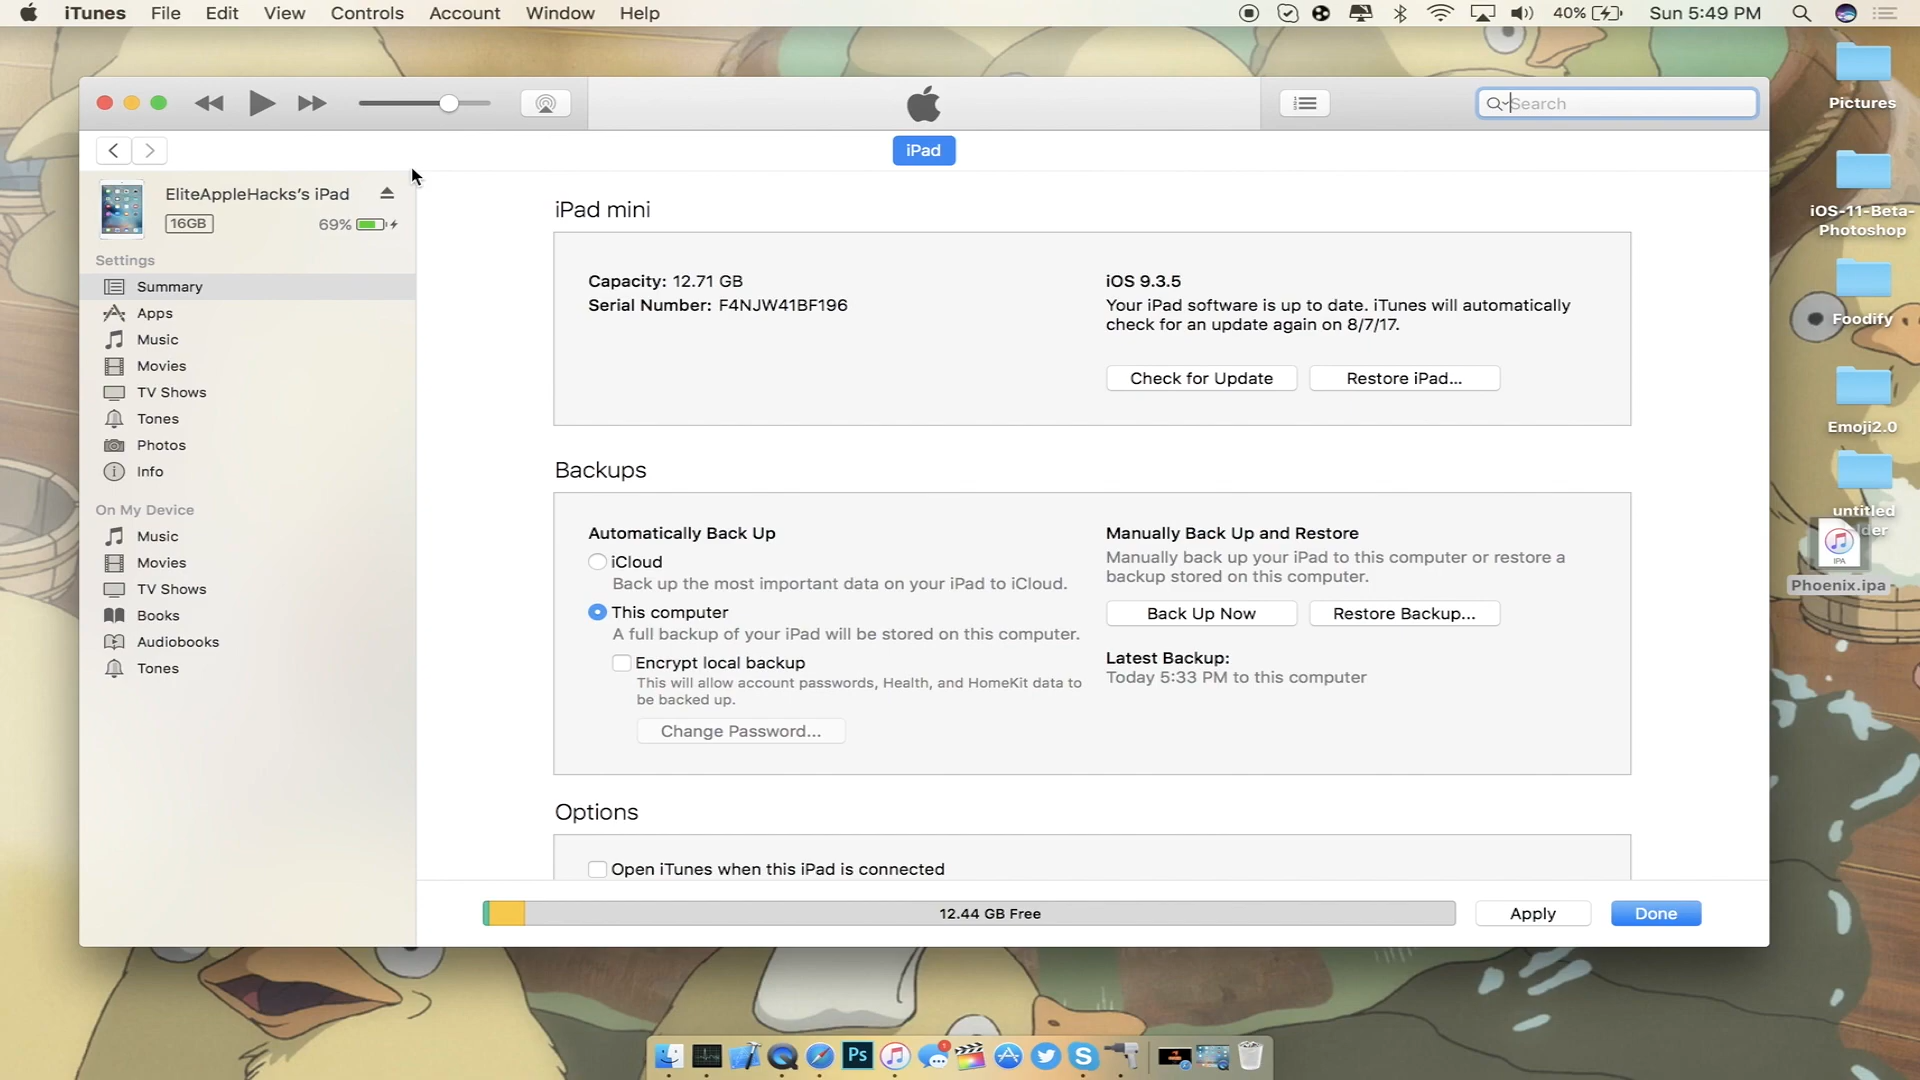 iTunes File Edit View Controls Account Window Help 40% Sun 5:49 PM
Search
Pictures
iPad
EliteAppleHacks's iPad
16GB 69%
Settings
Summary
Apps
Music
Movies
TV Shows
Tones
Photos
Info
On My Device
Music
Movies
TV Shows
Books
Audiobooks
Tones
iPad mini
Capacity: 12.71 GB
Serial Number: F4NJW41BF196
iOS 9.3.5
Your iPad software is up to date. iTunes will automatically
check for an update again on 8/7/17.
Check for Update Restore iPad...
Backups
Automatically Back Up
iCloud
Back up the most important data on your iPad to iCloud.
This computer
A full backup of your iPad will be stored on this computer.
Encrypt local backup
This will allow account passwords, Health, and HomeKit data to
be backed up.
Change Password...
Manually Back Up and Restore
Manually back up your iPad to this computer or restore a
backup stored on this computer.
Back Up Now Restore Backup...
Latest Backup:
Today 5:33 PM to this computer
Options
Open iTunes when this iPad is connected
12.44 GB Free Apply Done
iOS-11-Beta-
Photoshop
Foodify
Emoji2.0
untitled
IPA
Phoenix.ipa
Ps
1